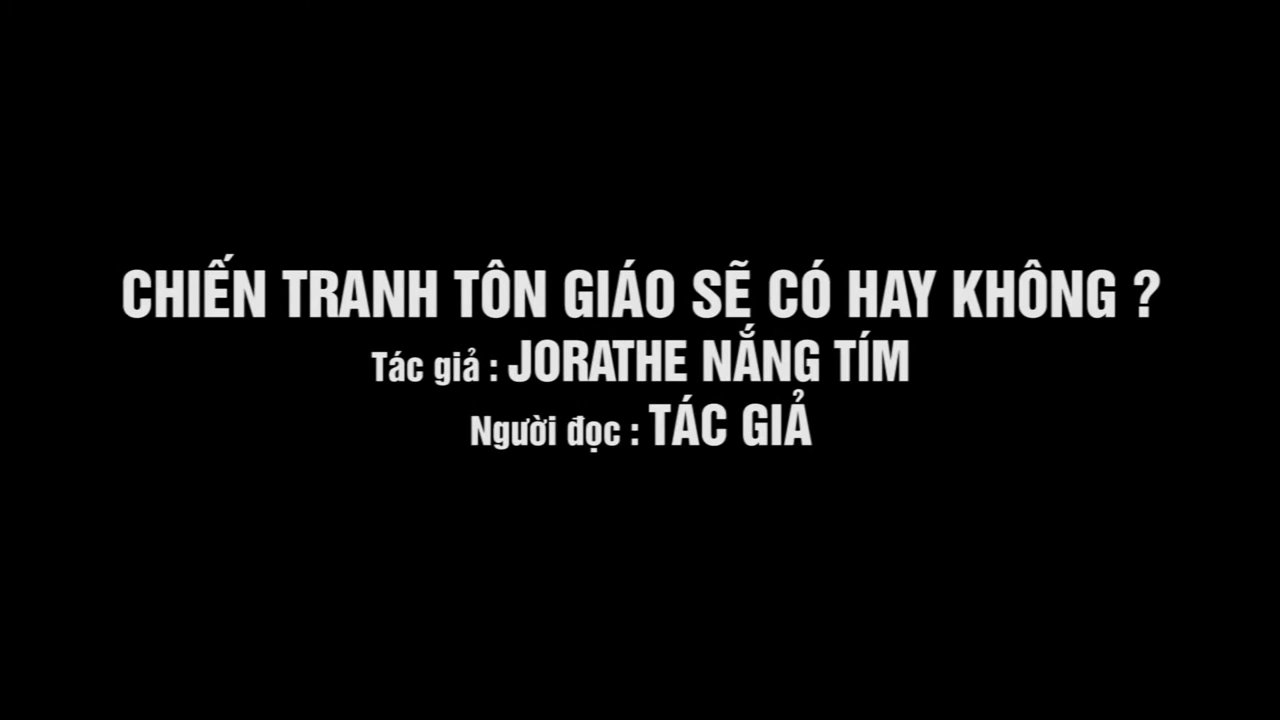 CHIẾN TRANH TÔN GIÁO SẼ CÓ HAY KHÔNG ?
Tác giả : JORATHE NẮNG TÍM
Người đọc : TÁC GIẢ